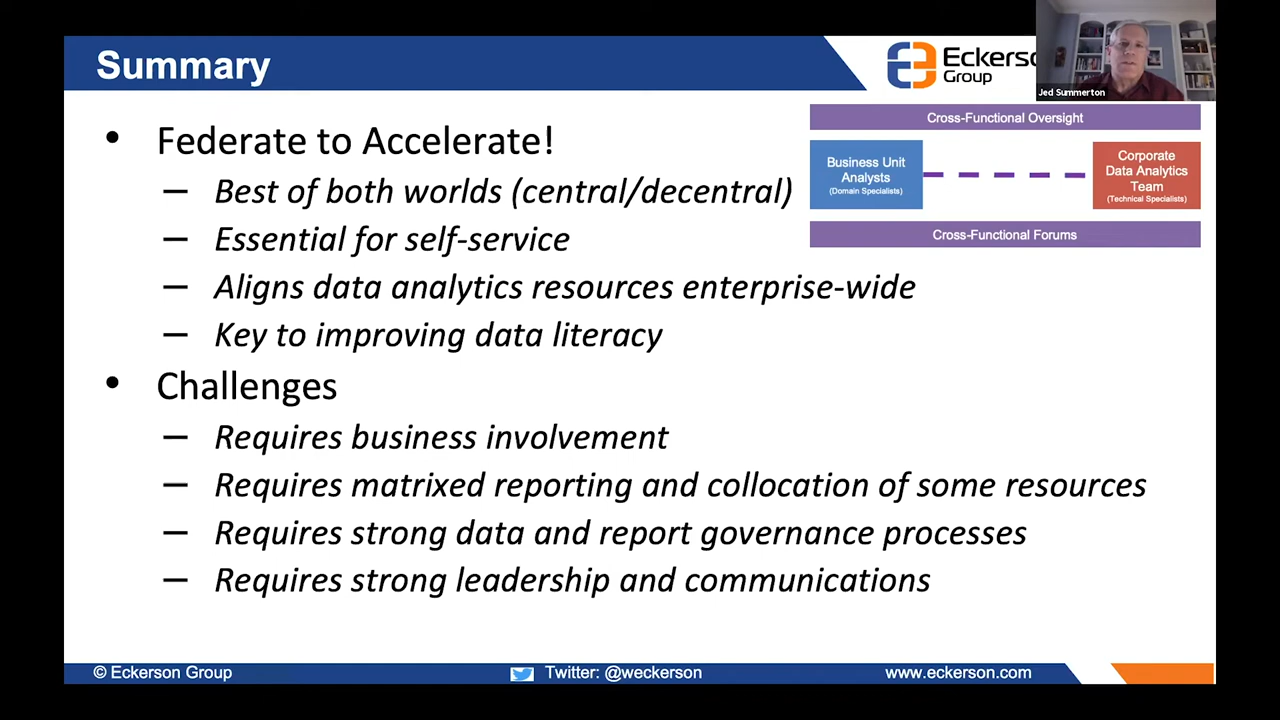 Summary
Eckerso
Group
Jed Summerton
• Federate to Accelerate!
– Best of both worlds (central/decentral)
– Essential for self-service
– Aligns data analytics resources enterprise-wide
– Key to improving data literacy
• Challenges
– Requires business involvement
– Requires matrixed reporting and collocation of some resources
– Requires strong data and report governance processes
– Requires strong leadership and communications
Cross-Functional Oversight
Business Unit
Analysts
(Domain Specialists)
Corporate
Data Analytics
Team
(Technical Specialists)
Cross-Functional Forums
© Eckerson Group
Twitter: @weckerson
www.eckerson.com